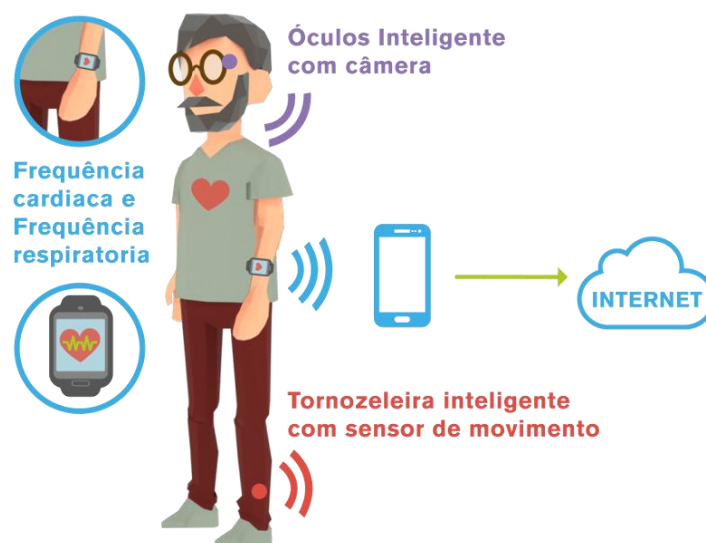 Óculos Inteligente
com câmera
Frequência
cardiaca e
Frequência
respiratoria
INTERNET
Tornozeleira inteligente
com sensor de movimento